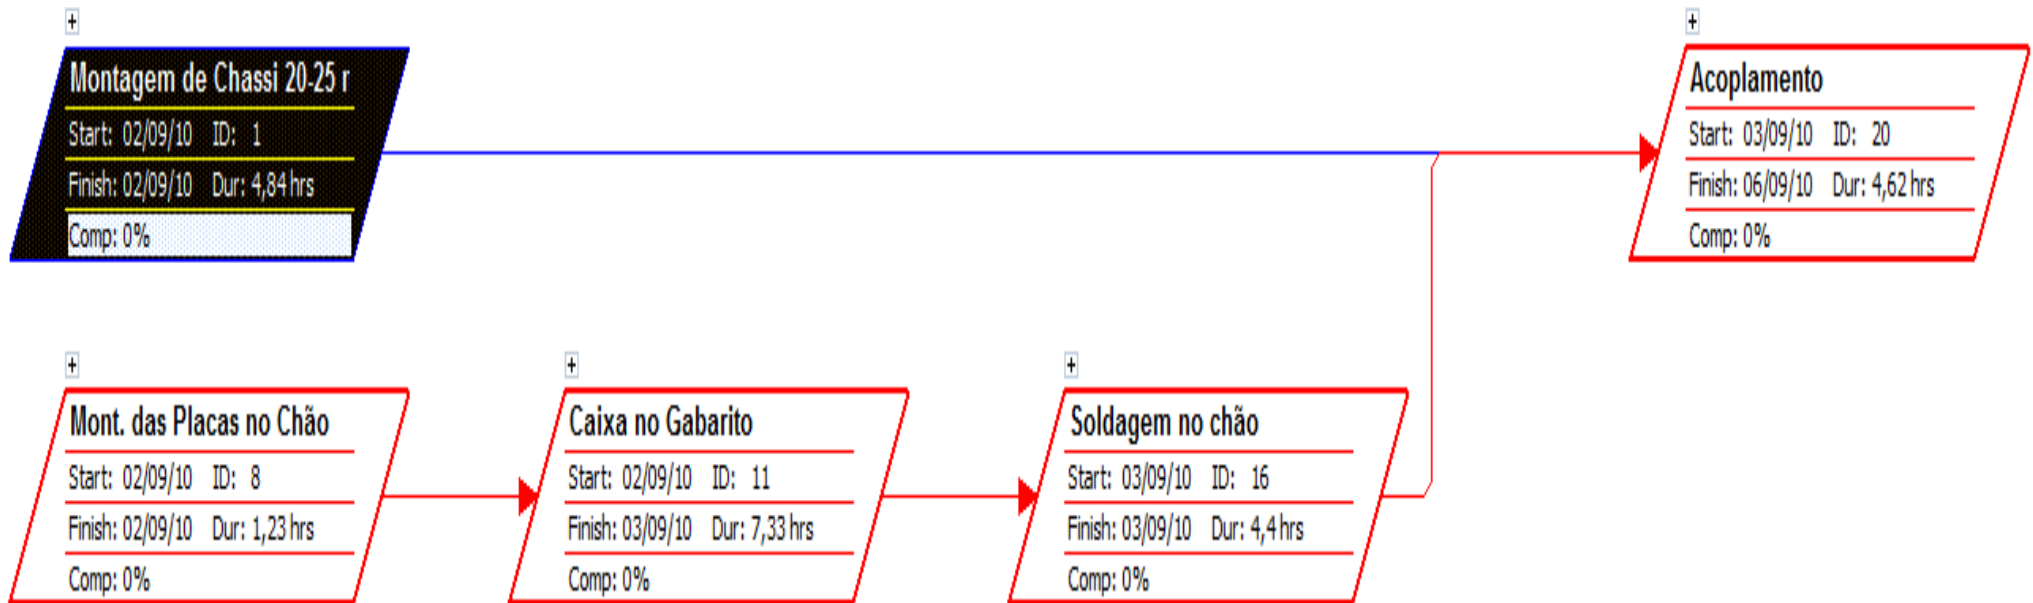 Montagem de Chassi 20-25 r
Start: 02/09/10 ID: 1
Finish: 02/09/10 Dur: 4,84 hrs
Comp: 0%
Acoplamento
Start: 03/09/10 ID: 20
Finish: 06/09/10 Dur: 4,62 hrs
Comp: 0%
Mont. das Placas no Chão
Start: 02/09/10 ID: 8
Finish: 02/09/10 Dur: 1,23 hrs
Comp: 0%
Caixa no Gabarito
Start: 02/09/10 ID: 11
Finish: 03/09/10 Dur: 7,33 hrs
Comp: 0%
Soldagem no chão
Start: 03/09/10 ID: 16
Finish: 03/09/10 Dur: 4,4 hrs
Comp: 0%